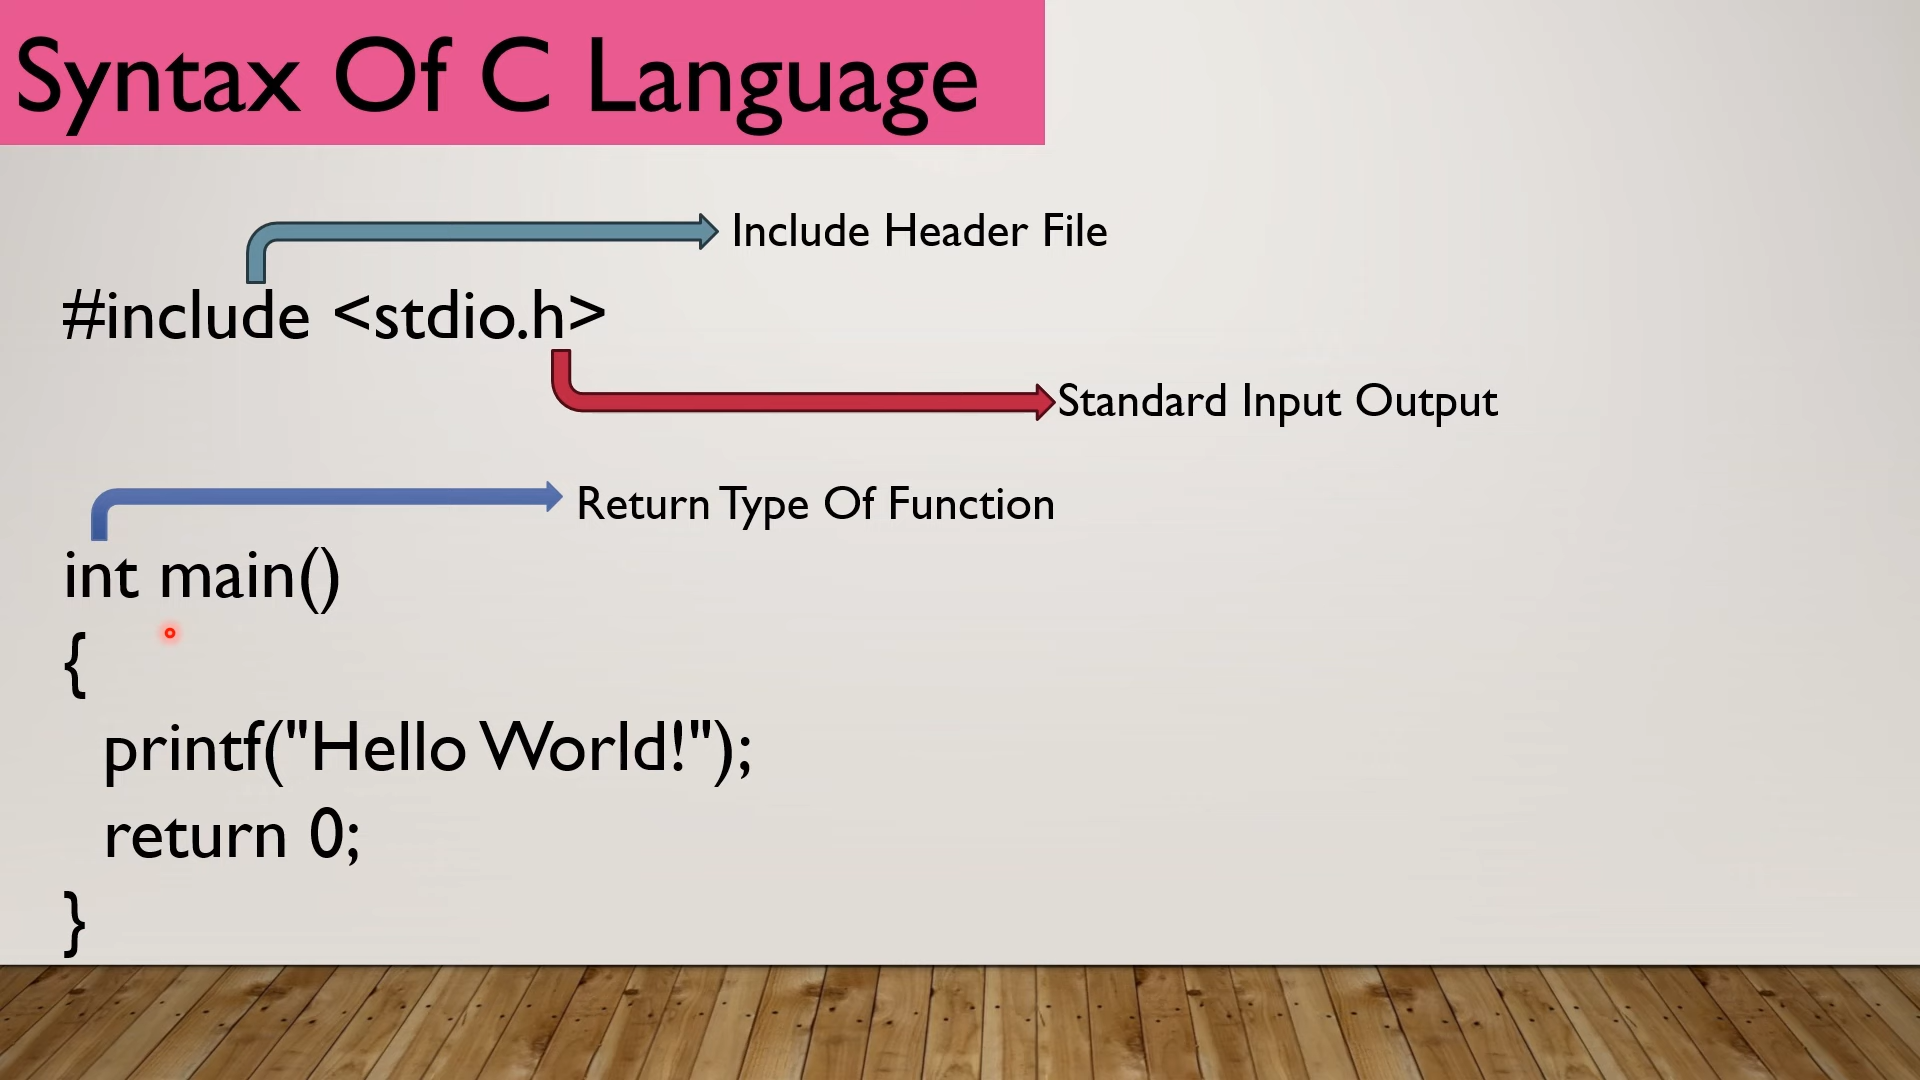 Syntax Of C Language
Include Header File
#include <stdio.h>
Standard Input Output
Return Type Of Function
int main()
{
printf("Hello World!");
return 0;
}